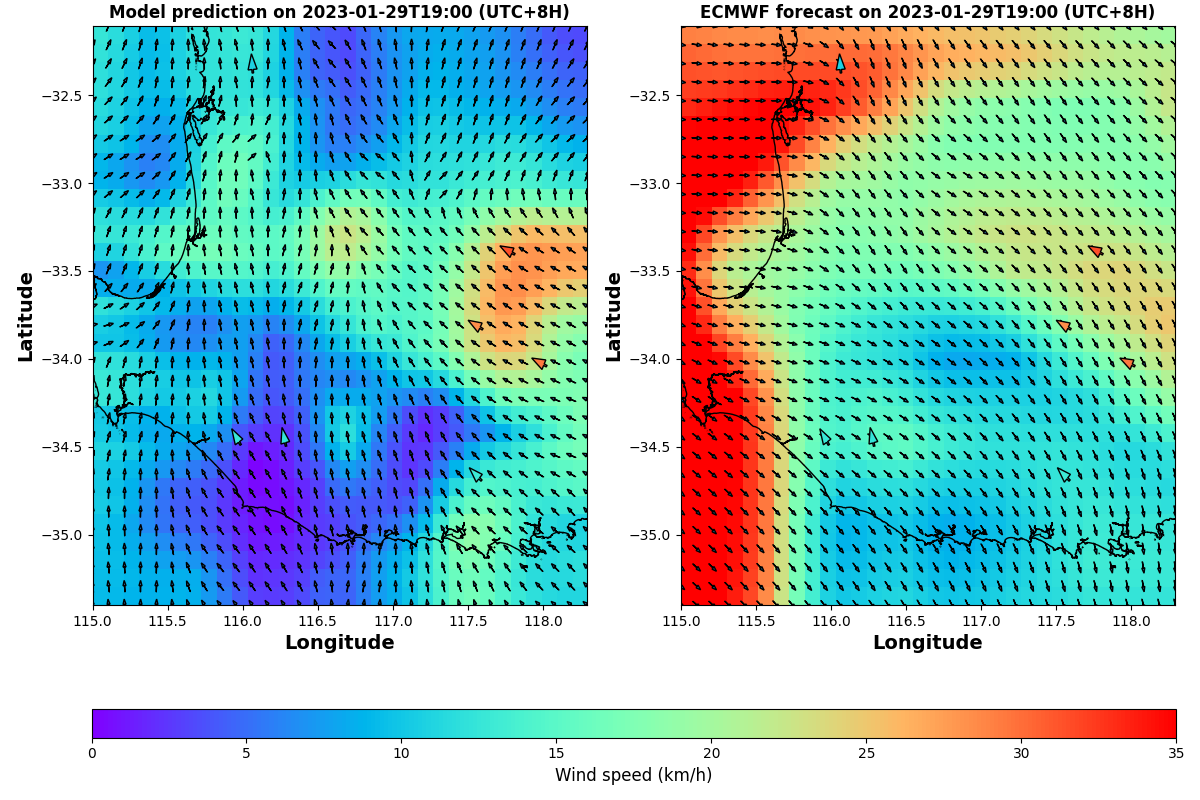 Model prediction on 2023-01-29T19:00 (UTC+8H)
ECMWF forecast on 2023-01-29T19:00 (UTC+8H)
Latitude
−32.5
−33.0
−33.5
−34.0
−34.5
−35.0
115.0 115.5 116.0 116.5 117.0 117.5 118.0
Longitude
Latitude
−32.5
−33.0
−33.5
−34.0
−34.5
−35.0
115.0 115.5 116.0 116.5 117.0 117.5 118.0
Longitude
0 5 10 15 20 25 30 35
Wind speed (km/h)